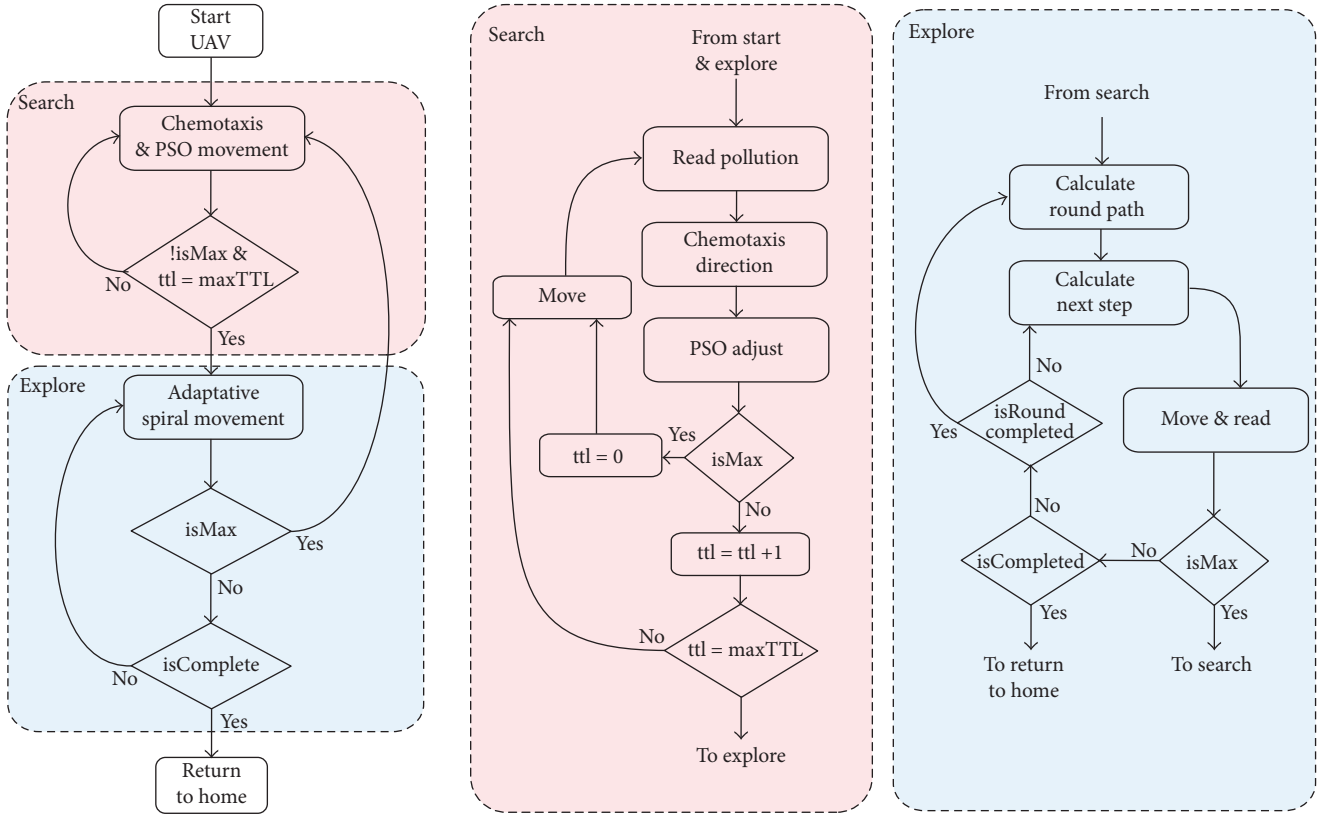 Start
UAV
Search
Chemotaxis
& PSO movement
!isMax &
ttl = maxTTL
No
Yes
Explore
Adaptative
spiral movement
isMax
Yes
No
isComplete
No
Yes
Return
to home
Search
From start
& explore
Read pollution
Chemotaxis
direction
Move
PSO adjust
Yes
ttl = 0
isMax
No
ttl = ttl +1
No
ttl = maxTTL
To explore
Explore
From search
Calculate
round path
Calculate
next step
No
isRound
completed
Yes
Move & read
No
isCompleted
No
isMax
Yes
Yes
To return
to home
To search